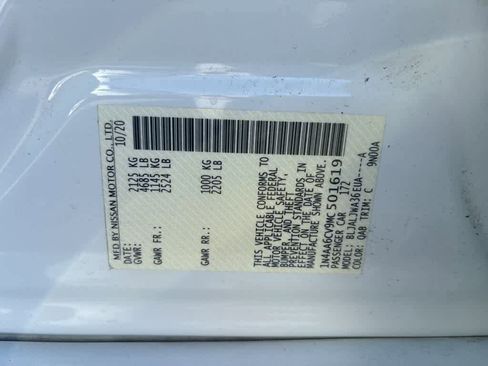 MFD BY NISSAN MOTOR CO., LTD.
DATE: 10/20
GVWR: 2125 KG
4685 LB
GAWR FR.: 1145 KG
2524 LB
GAWR RR.: 1000 KG
2205 LB
THIS VEHICLE CONFORMS TO
ALL APPLICABLE FEDERAL
MOTOR VEHICLE SAFETY,
BUMPER, AND THEFT
PREVENTION STANDARDS IN
EFFECT ON THE DATE OF
MANUFACTURE SHOWN ABOVE.
1N4AA6CV9MC501619
PASSENGER CAR 172
MODEL: A
COLOR: QAB TRIM: C 9N00A